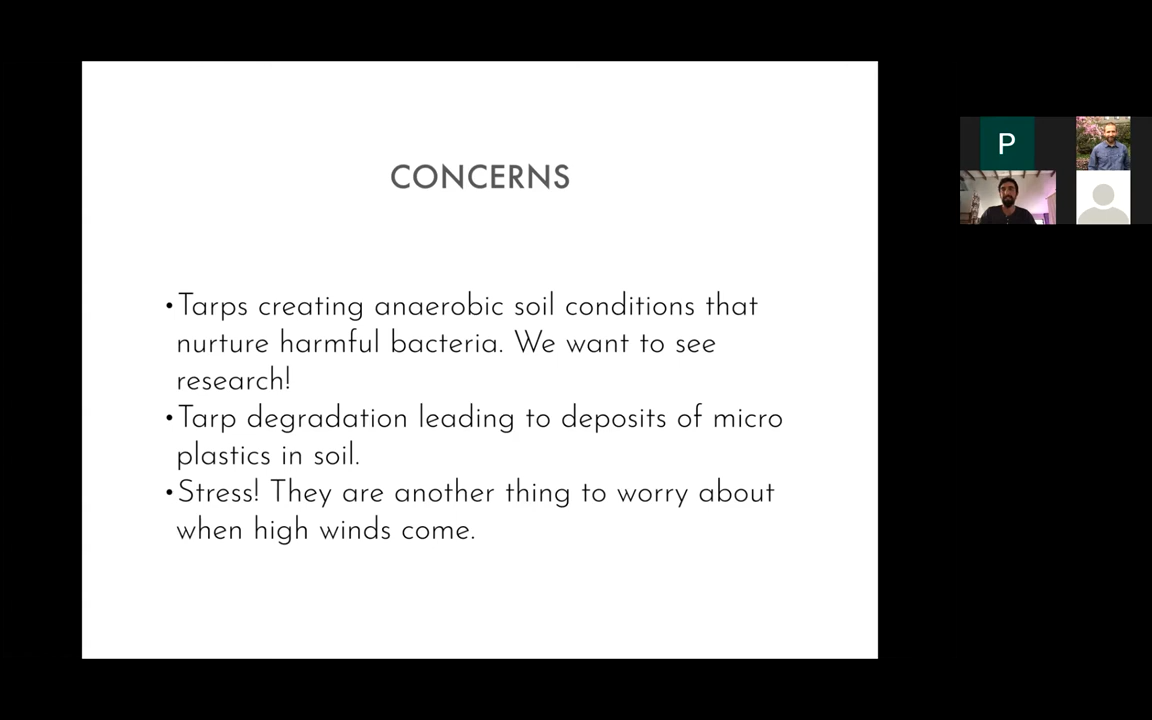 CONCERNS
•Tarps creating anaerobic soil conditions that
nurture harmful bacteria. We want to see
research!
•Tarp degradation leading to deposits of micro
plastics in soil.
•Stress! They are another thing to worry about
when high winds come.
P